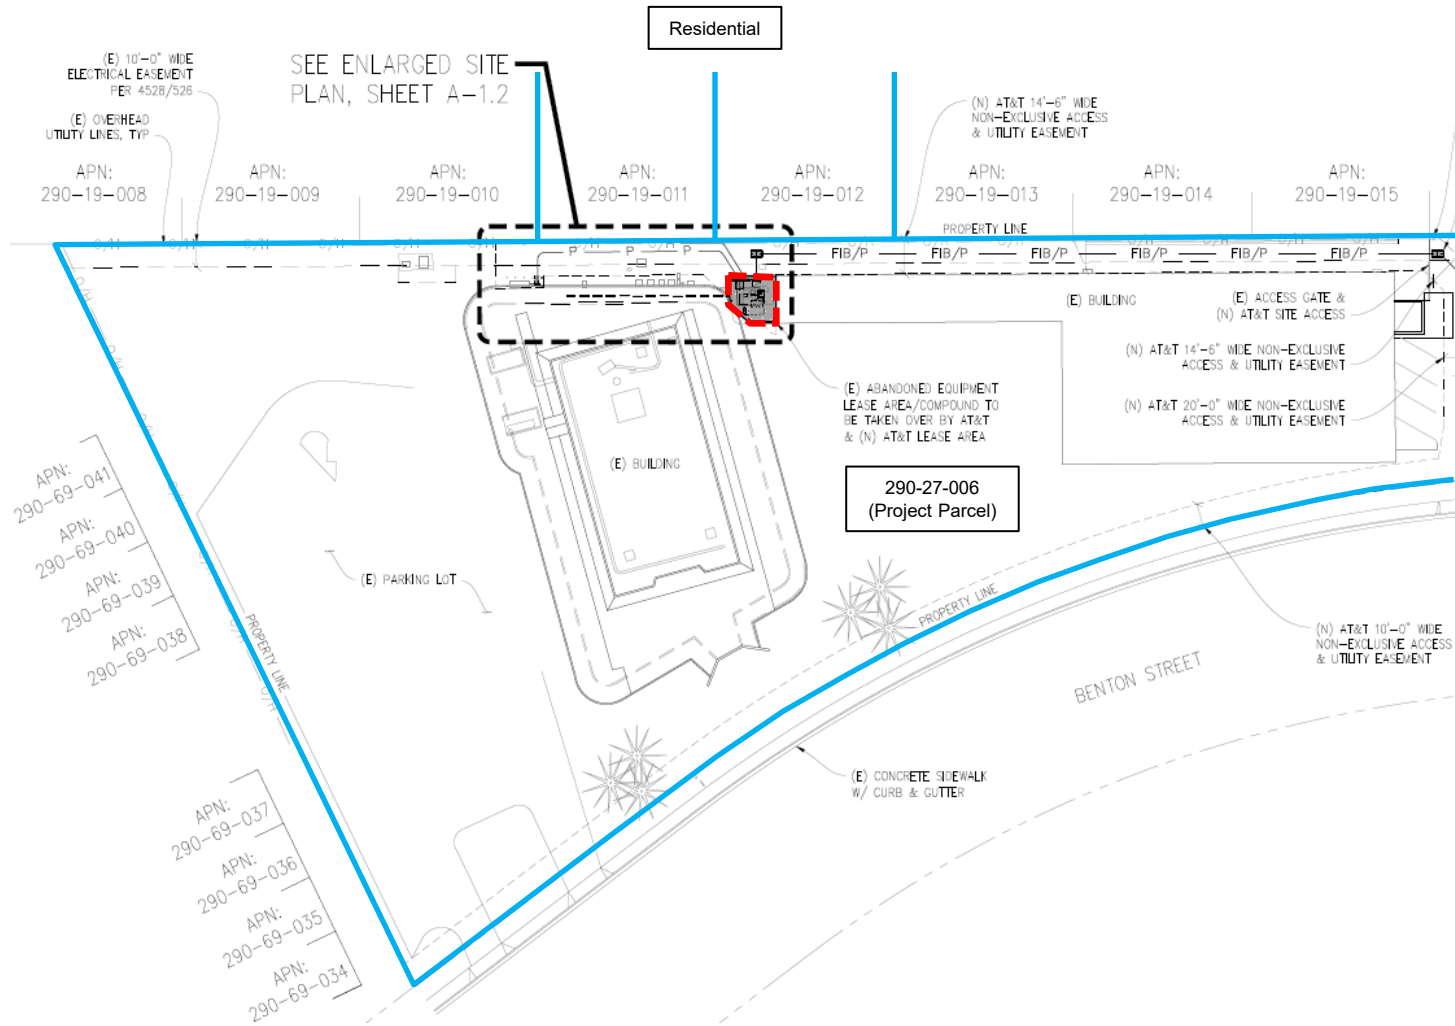 Residential
(E) 10'-0" WIDE
ELECTRICAL EASEMENT
PER 4528/526
SEE ENLARGED SITE
PLAN, SHEET A-1.2
(N) AT&T 14'-6" WIDE
NON-EXCLUSIVE ACCESS
& UTILITY EASEMENT
(E) OVERHEAD
UTILITY LINES, TYP
APN:
290-19-008
APN:
290-19-009
APN:
290-19-010
APN:
290-19-011
APN:
290-19-012
APN:
290-19-013
APN:
290-19-014
APN:
290-19-015
PROPERTY LINE
O/H O/H O/H O/H O/H O/H O/H
P P P
FIB/P FIB/P FIB/P FIB/P FIB/P FIB/P
(E) BUILDING
(E) ACCESS GATE &
(N) AT&T SITE ACCESS
(N) AT&T 14'-6" WIDE NON-EXCLUSIVE
ACCESS & UTILITY EASEMENT
(N) AT&T 20'-0" WIDE NON-EXCLUSIVE
ACCESS & UTILITY EASEMENT
(E) ABANDONED EQUIPMENT
LEASE AREA/COMPOUND TO
BE TAKEN OVER BY AT&T
& (N) AT&T LEASE AREA
(E) BUILDING
290-27-006
(Project Parcel)
APN:
290-69-041
APN:
290-69-040
APN:
290-69-039
APN:
290-69-038
(E) PARKING LOT
PROPERTY LINE
O/H
PROPERTY LINE
(N) AT&T 10'-0" WIDE
NON-EXCLUSIVE ACCESS
& UTILITY EASEMENT
BENTON STREET
(E) CONCRETE SIDEWALK
W/ CURB & GUTTER
APN:
290-69-037
APN:
290-69-036
APN:
290-69-035
APN:
290-69-034